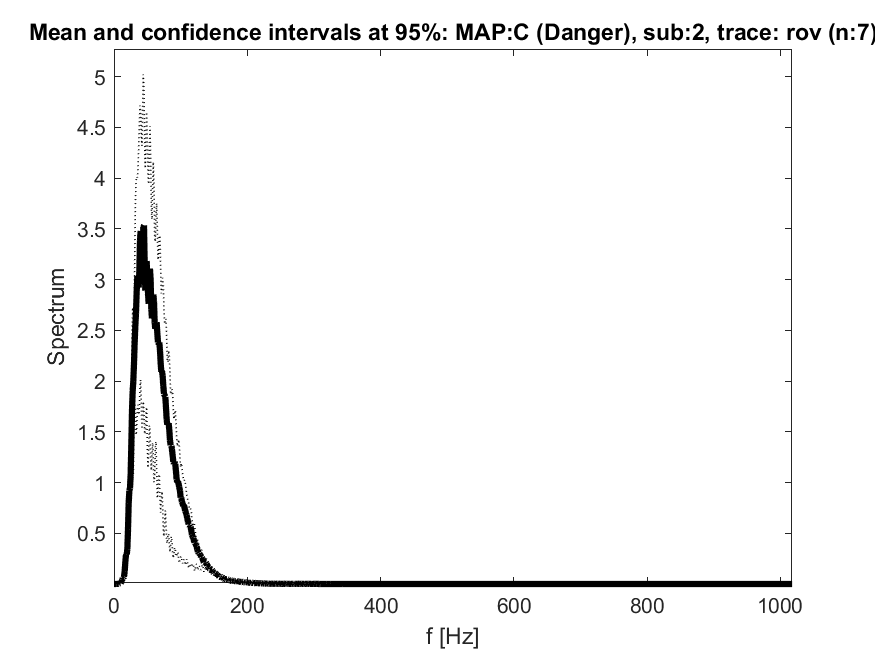 Mean and confidence intervals at 95%: MAP:C (Danger), sub:2, trace: rov (n:7)
5
4.5
4
3.5
3
2.5
2
1.5
1
0.5
Spectrum
0 200 400 600 800 1000
f [Hz]